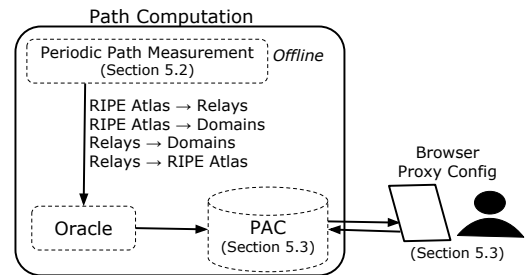 Path Computation
Periodic Path Measurement
(Section 5.2)
Offline
RIPE Atlas → Relays
RIPE Atlas → Domains
Relays → Domains
Relays → RIPE Atlas
Browser
Proxy Config
Oracle
PAC
(Section 5.3)
(Section 5.3)